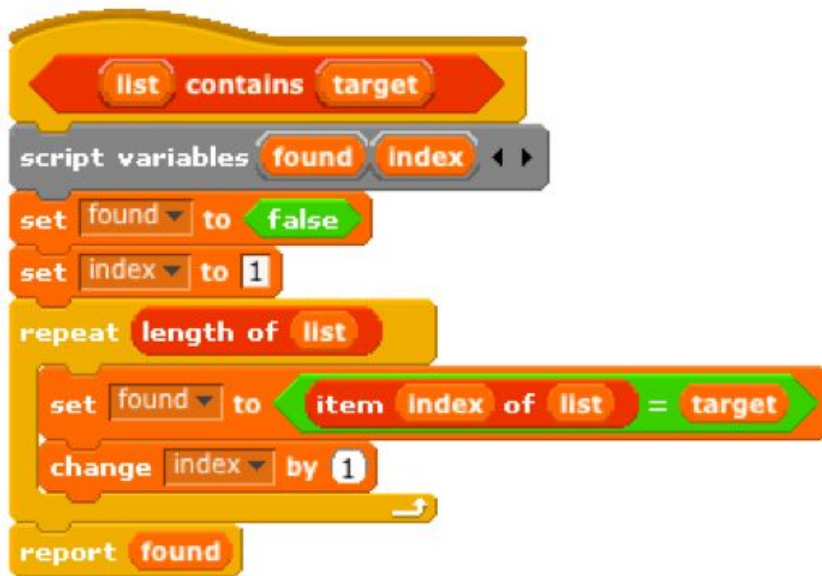 list contains target
script variables found index
set found to false
set index to 1
repeat length of list
set found to item index of list = target
change index by 1
report found